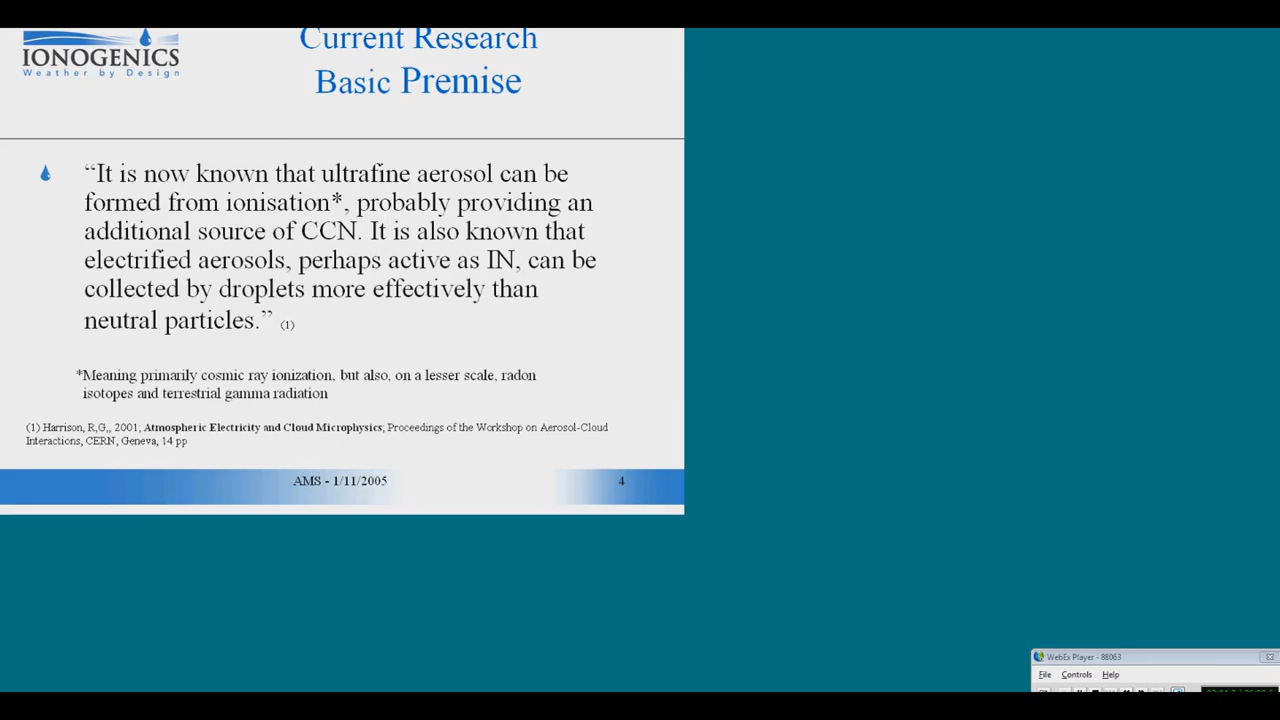 IONOGENICS
Weather by Design
Current Research
Basic Premise
“It is now known that ultrafine aerosol can be
formed from ionisation*, probably providing an
additional source of CCN. It is also known that
electrified aerosols, perhaps active as IN, can be
collected by droplets more effectively than
neutral particles.” (1)
*Meaning primarily cosmic ray ionization, but also, on a lesser scale, radon
isotopes and terrestrial gamma radiation
(1) Harrison, R,G,, 2001; Atmospheric Electricity and Cloud Microphysics; Proceedings of the Workshop on Aerosol-Cloud
Interactions, CERN, Geneva, 14 pp
AMS - 1/11/2005
4
WebEx Player - 88063
File Controls Help